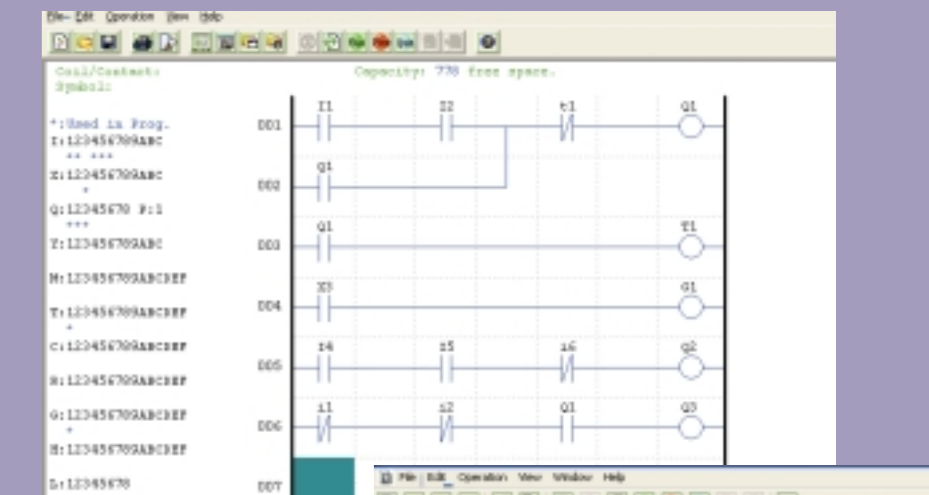 File Edit Operation View Help
Coil/Contact: Capacity: 778 free space.
Symbol:
*:Used in Prog.
I:123456789ABC
** ***
X:123456789ABC
*
Q:12345678 P:1
***
Y:123456789ABC
M:123456789ABCDEF
T:123456789ABCDEF
*
C:123456789ABCDEF
R:123456789ABCDEF
G:123456789ABCDEF
*
H:123456789ABCDEF
L:12345678
I1 I2 t1 Q1
001
Q1
002
Q1 T1
003
X3 G1
004
I4 I5 i6 Q2
005
i1 i2 Q1 Q3
006
007
File Edit Operation View Window Help